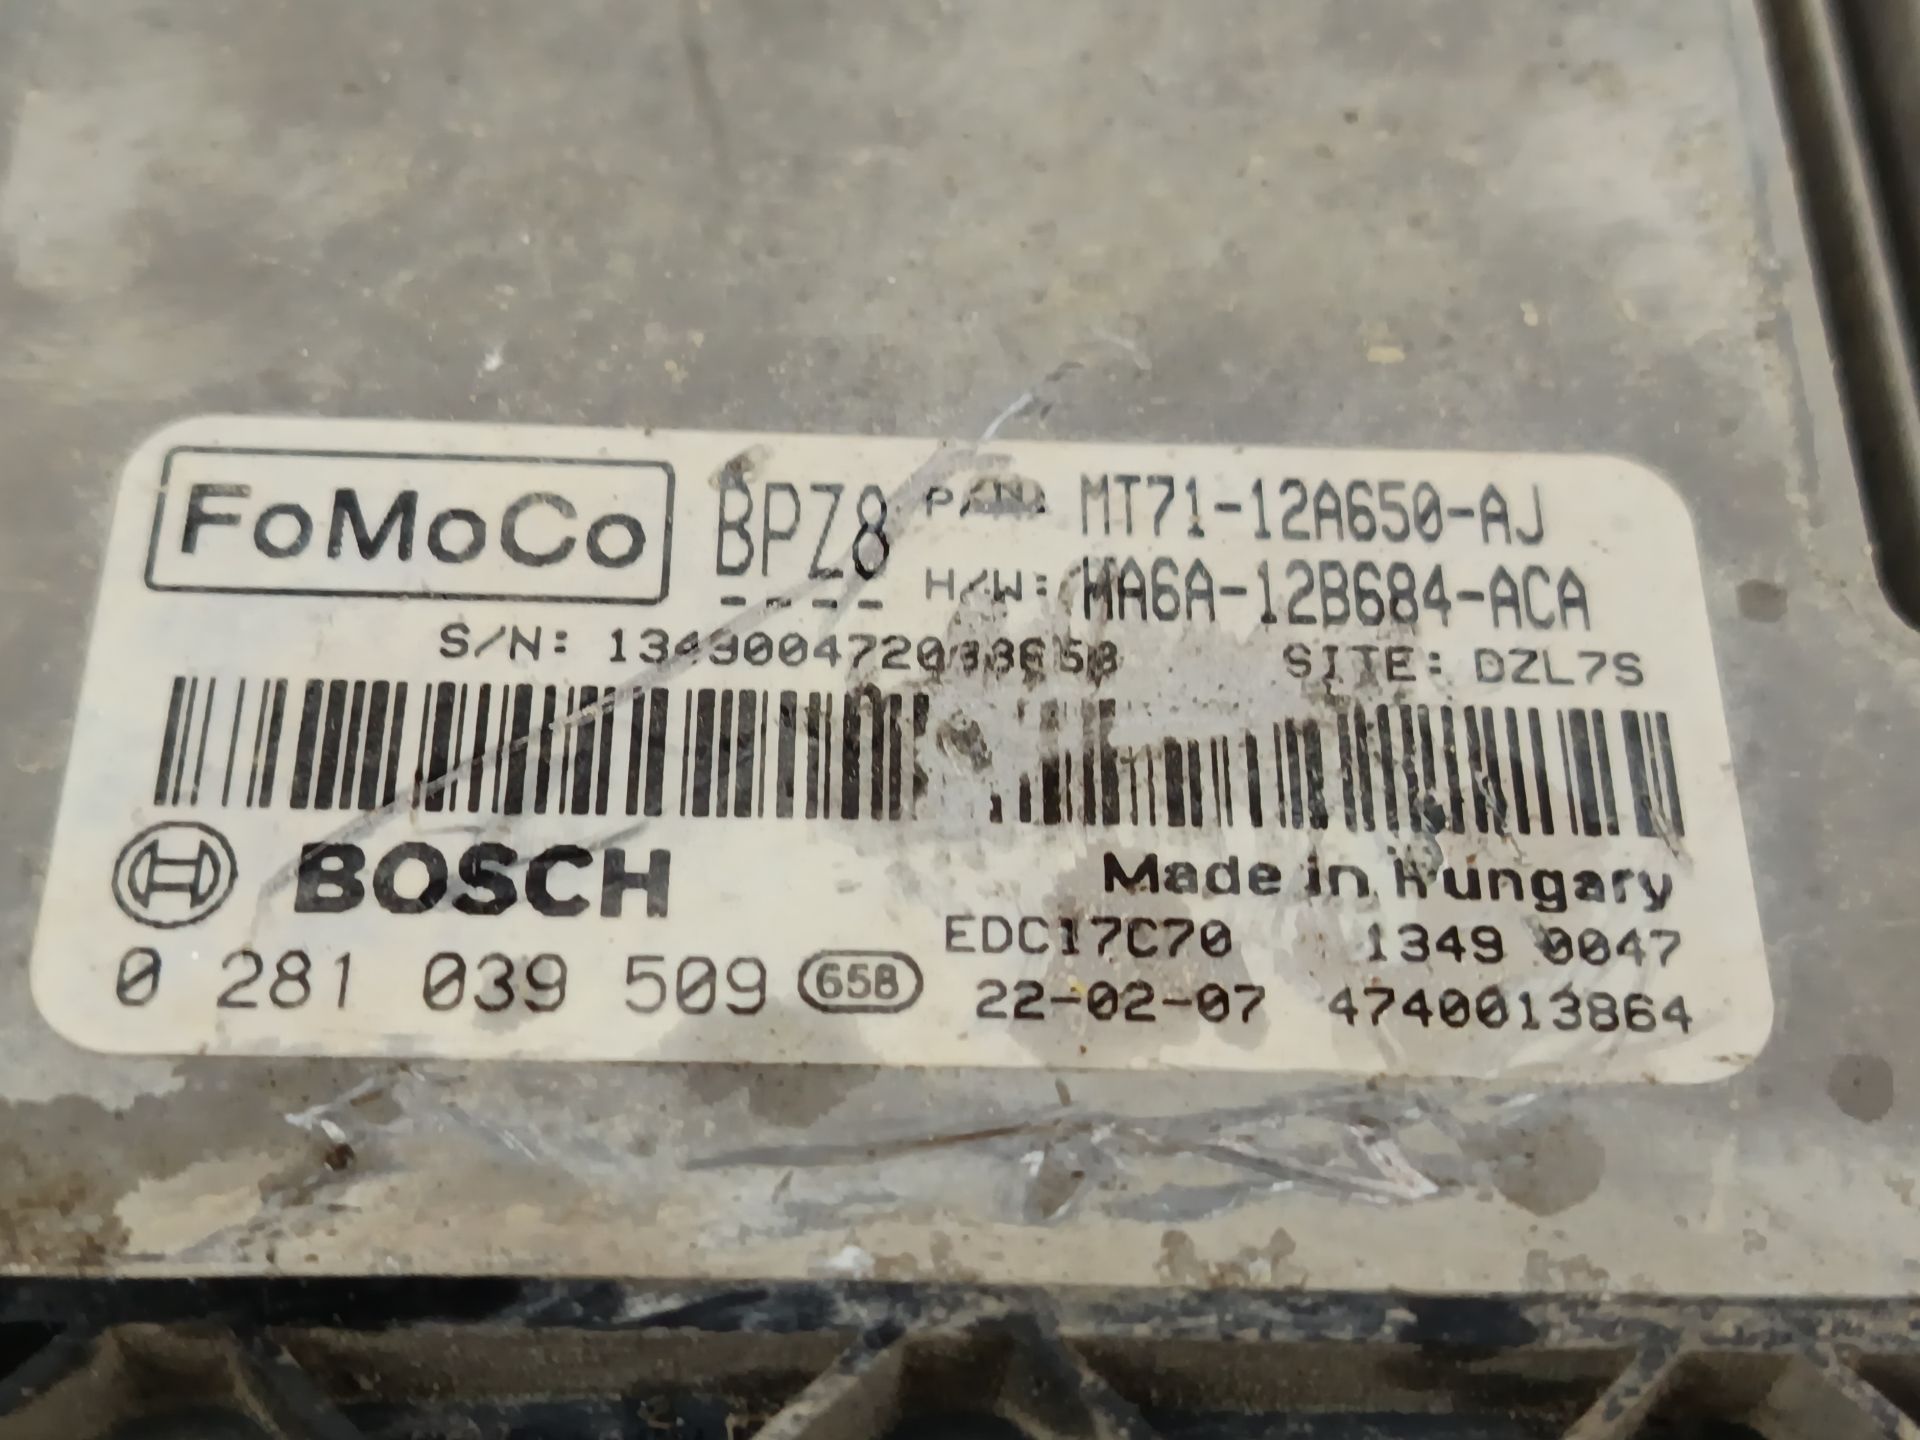 FoMoCo BPZ8 P/N: MT71-12A650-AJ
---- H/W: MA6A-12B684-ACA
S/N: SITE: DZL7S
BOSCH Made in Hungary
EDC17C70 1349 0047
0 281 039 509 658 22-02-07 4740013864